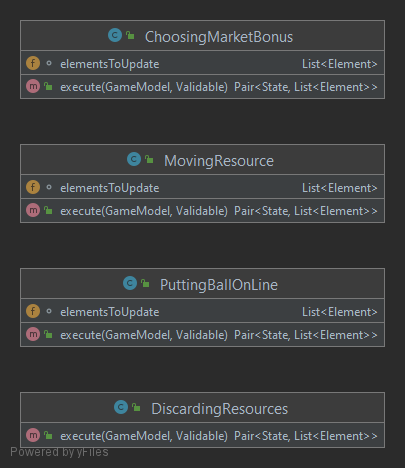 C ChoosingMarketBonus
f elementsToUpdate List<Element>
m execute(GameModel, Validable) Pair<State, List<Element>>
C MovingResource
f elementsToUpdate List<Element>
m execute(GameModel, Validable) Pair<State, List<Element>>
C PuttingBallOnLine
f elementsToUpdate List<Element>
m execute(GameModel, Validable) Pair<State, List<Element>>
C DiscardingResources
m execute(GameModel, Validable) Pair<State, List<Element>>
Powered by yFiles